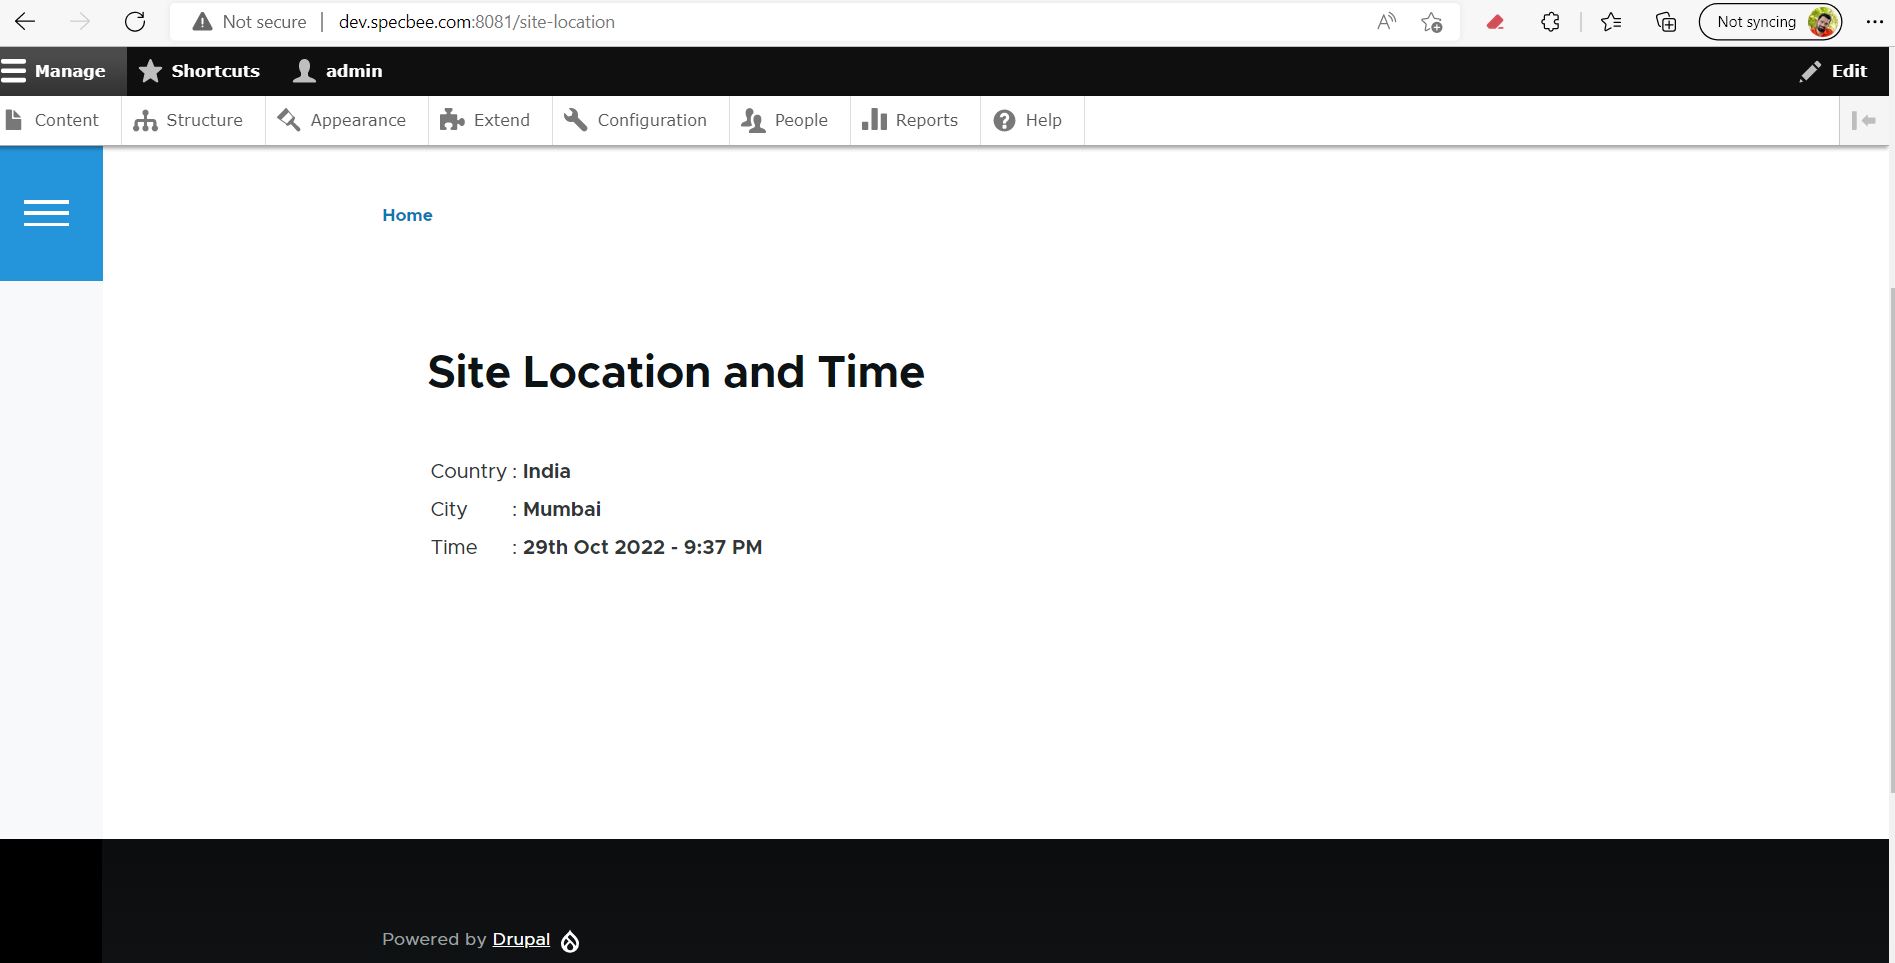 Not secure | dev.specbee.com:8081/site-location Not syncing
Manage Shortcuts admin Edit
Content Structure Appearance Extend Configuration People Reports Help
Home
Site Location and Time
Country : India
City : Mumbai
Time : 29th Oct 2022 - 9:37 PM
Powered by Drupal